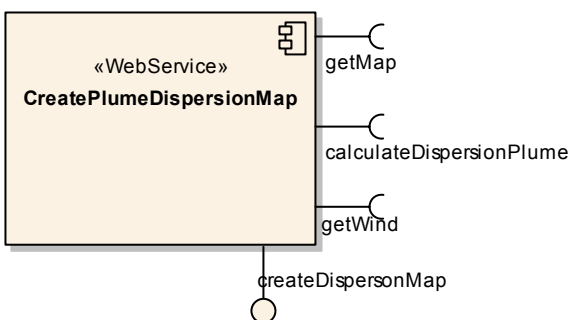 «WebService»
CreatePlumeDispersionMap
getMap
calculateDispersionPlume
getWind
createDispersonMap